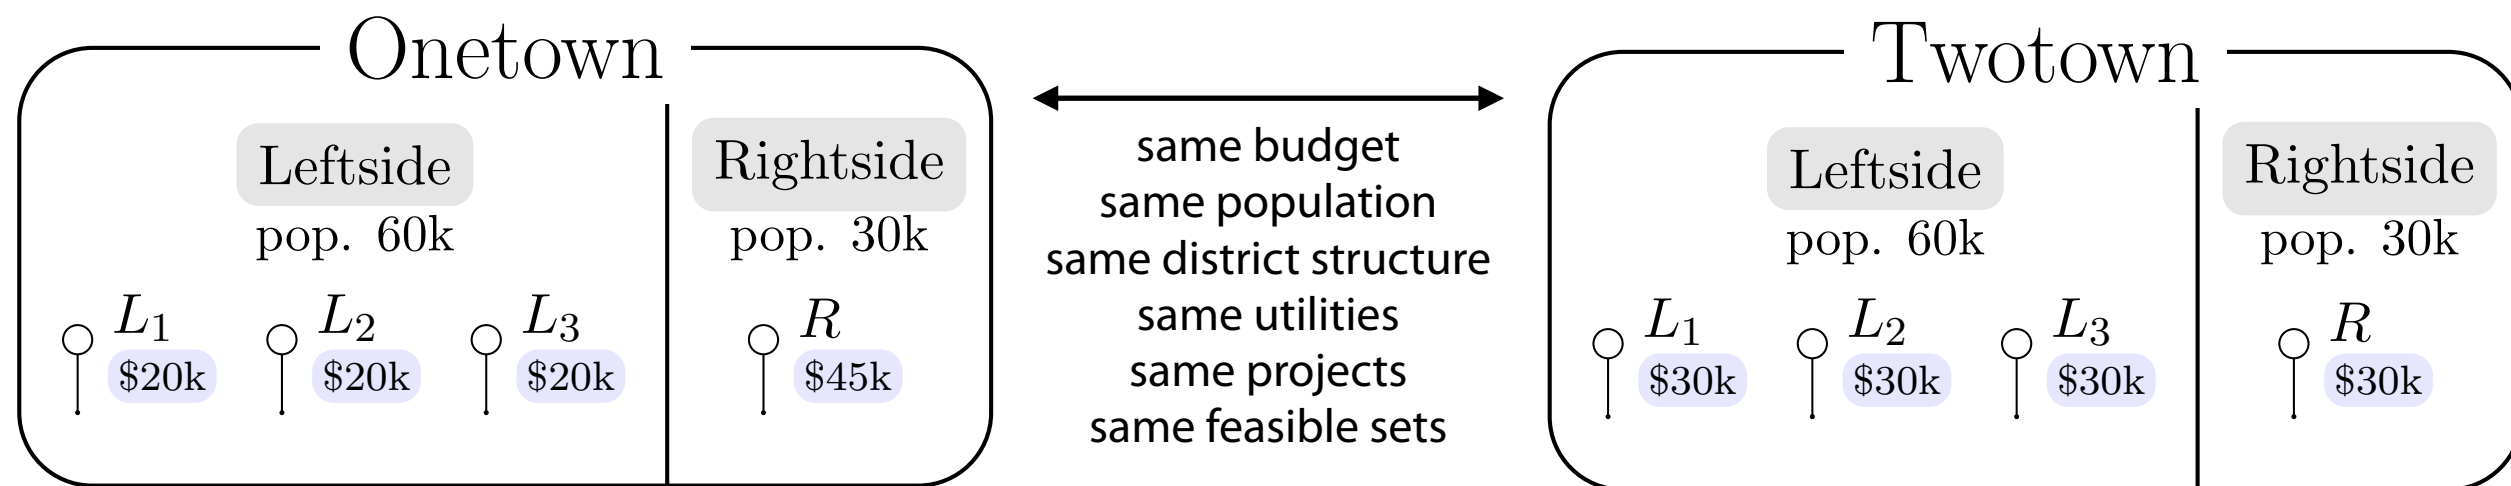 Onetown
Leftside
pop. 60k
Rightside
pop. 30k
L1
$20k
L2
$20k
L3
$20k
R
$45k
same budget
same population
same district structure
same utilities
same projects
same feasible sets
Twotown
Leftside
pop. 60k
Rightside
pop. 30k
L1
$30k
L2
$30k
L3
$30k
R
$30k